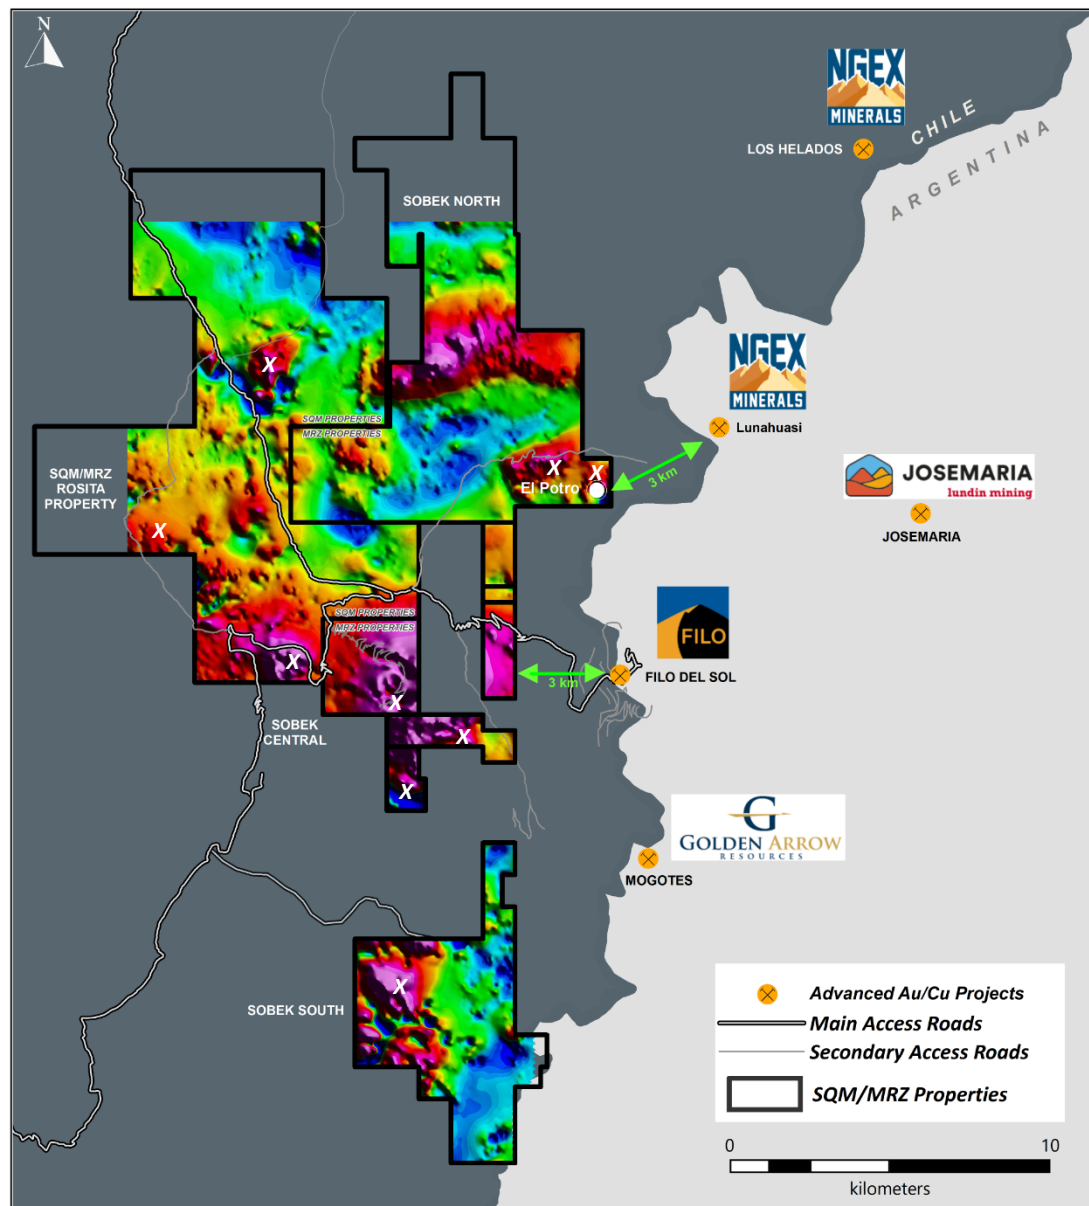 N
NGEX
MINERALS
LOS HELADOS
CHILE
ARGENTINA
SOBEK NORTH
X
NGEX
MINERALS
Lunahuasi
SQM PROPERTIES
MRZ PROPERTIES
SQM/MRZ
ROSITA
PROPERTY
X
X
El Potro
3 km
JOSEMARIA
lundin mining
JOSEMARIA
X
SQM PROPERTIES
MRZ PROPERTIES
FILO
FILO DEL SOL
3 km
X
X
SOBEK
CENTRAL
X
X
G
GOLDEN ARROW
RESOURCES
MOGOTES
SOBEK SOUTH
X
Advanced Au/Cu Projects
Main Access Roads
Secondary Access Roads
SQM/MRZ Properties
0
10
kilometers